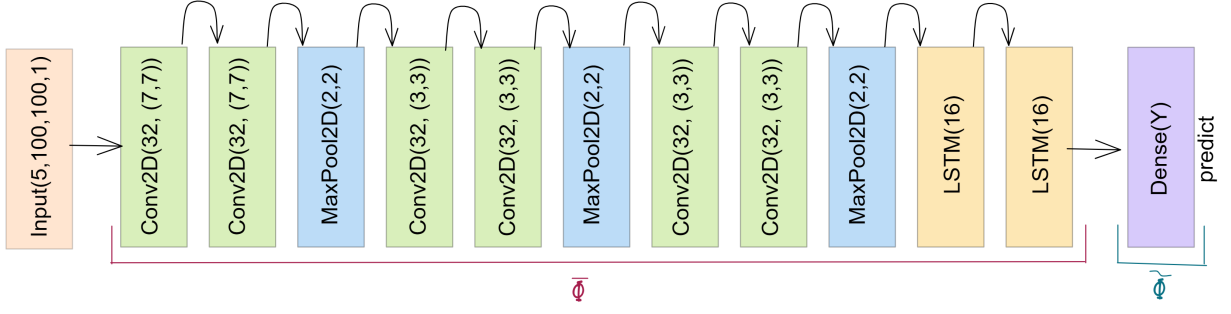 Input(5,100,100,1)
Conv2D(32, (7,7))
Conv2D(32, (7,7))
MaxPool2D(2,2)
Conv2D(32, (3,3))
Conv2D(32, (3,3))
MaxPool2D(2,2)
Conv2D(32, (3,3))
Conv2D(32, (3,3))
MaxPool2D(2,2)
LSTM(16)
LSTM(16)
Dense(Y)
predict
Φ̅
Φ̃